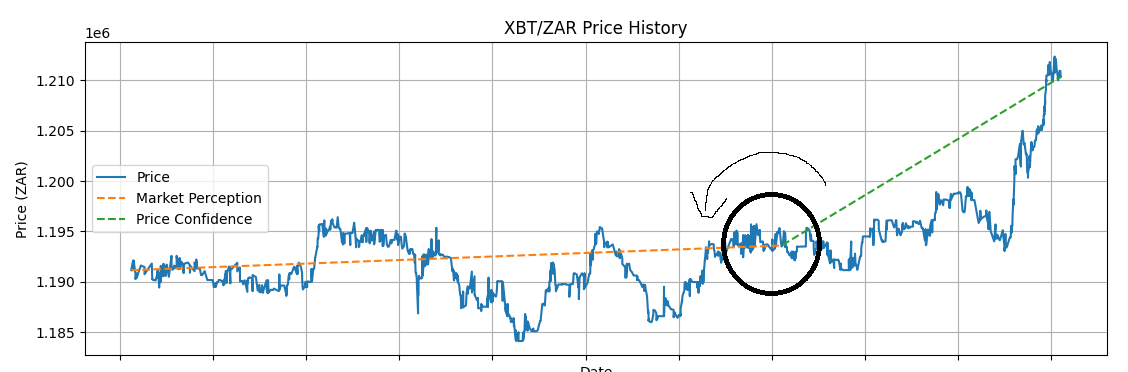 XBT/ZAR Price History
1e6
1.210
1.205
1.200
1.195
1.190
1.185
Price (ZAR)
Price
Market Perception
Price Confidence
Date